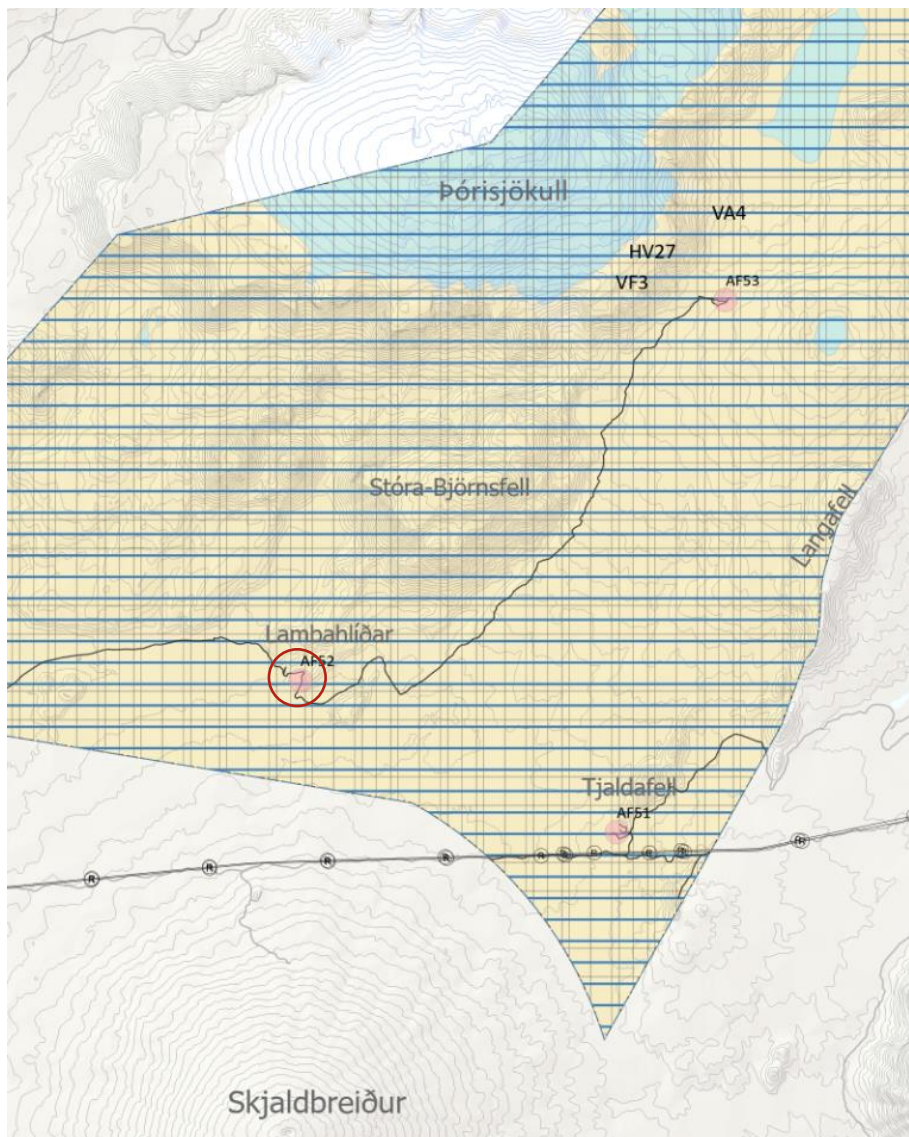 Þórisjökull
VA4
HV27
VF3
AF53
Stóra-Björnsfell
Langafell
Lambahlíðar
AF52
Tjaldafell
AF51
R
R
R
R
R
R
R
R
R
R
Skjaldbreiður